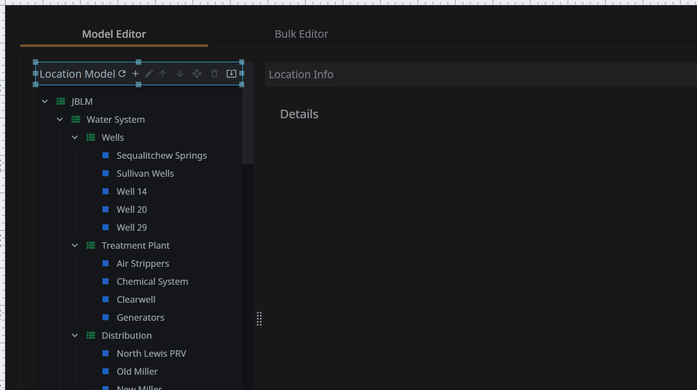 Model Editor
Bulk Editor
Location Model
Location Info
Details
JBLM
Water System
Wells
Sequalitchew Springs
Sullivan Wells
Well 14
Well 20
Well 29
Treatment Plant
Air Strippers
Chemical System
Clearwell
Generators
Distribution
North Lewis PRV
Old Miller
New Miller